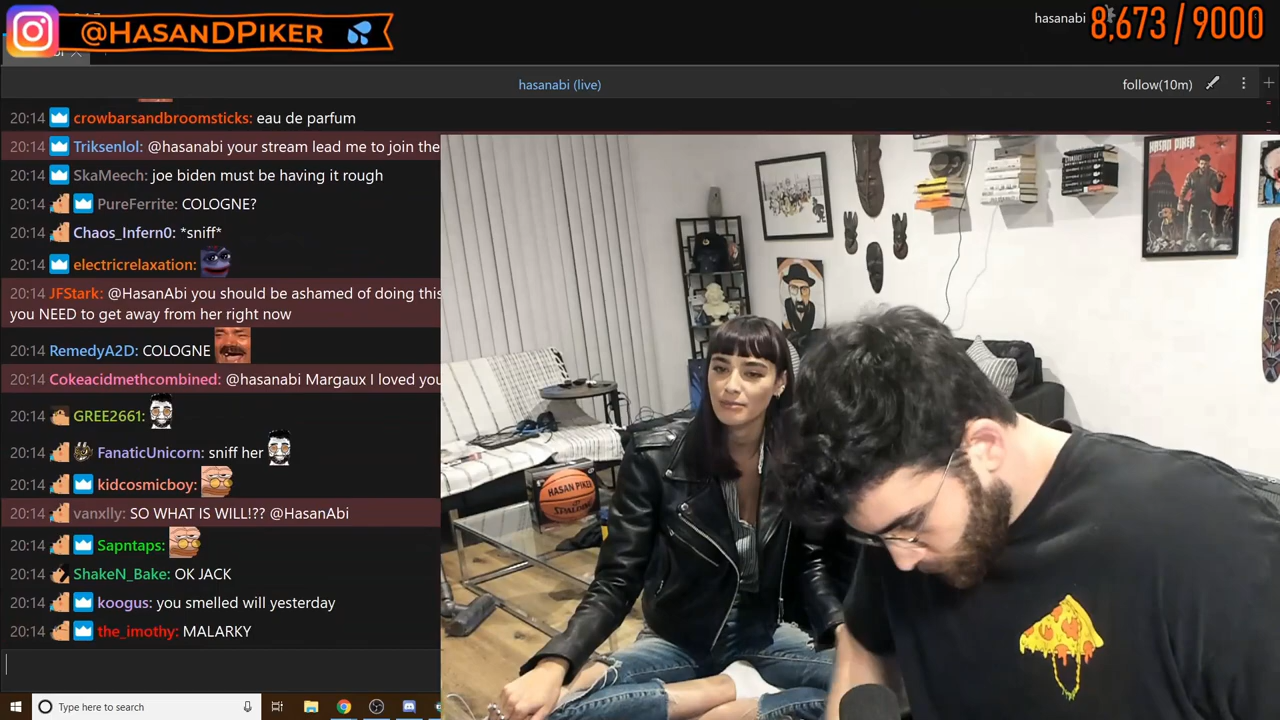 @HASANDPIKER
hasanabi 8,673 / 9000
hasanabi (live)
follow(10m)
20:14 crowbarsandbroomsticks: eau de parfum
20:14 Triksenlol: @hasanabi your stream lead me to join the
20:14 SkaMeech: joe biden must be having it rough
20:14 PureFerrite: COLOGNE?
20:14 Chaos_Infern0: *sniff*
20:14 electricrelaxation:
20:14 JFStark: @HasanAbi you should be ashamed of doing this
you NEED to get away from her right now
20:14 RemedyA2D: COLOGNE
20:14 Cokeacidmethcombined: @hasanabi Margaux I loved you
20:14 GREE2661:
20:14 FanaticUnicorn: sniff her
20:14 kidcosmicboy:
20:14 vanxlly: SO WHAT IS WILL!?? @HasanAbi
20:14 Sapntaps:
20:14 ShakeN_Bake: OK JACK
20:14 koogus: you smelled will yesterday
20:14 the_imothy: MALARKY
Type here to search
HASAN PIKER
HASAN PIKER
SPALDING